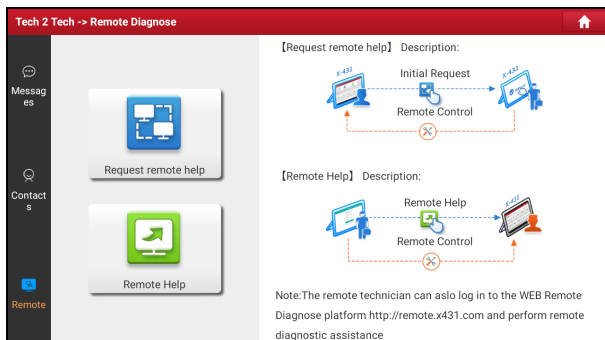 Tech 2 Tech -> Remote Diagnose
Messag
es
Contact
s
Remote
Request remote help
Remote Help
【Request remote help】 Description:
X-431
Initial Request
X-431
Remote Control
【Remote Help】 Description:
Remote Help
X-431
Remote Control
Note:The remote technician can aslo log in to the WEB Remote
Diagnose platform http://remote.x431.com and perform remote
diagnostic assistance